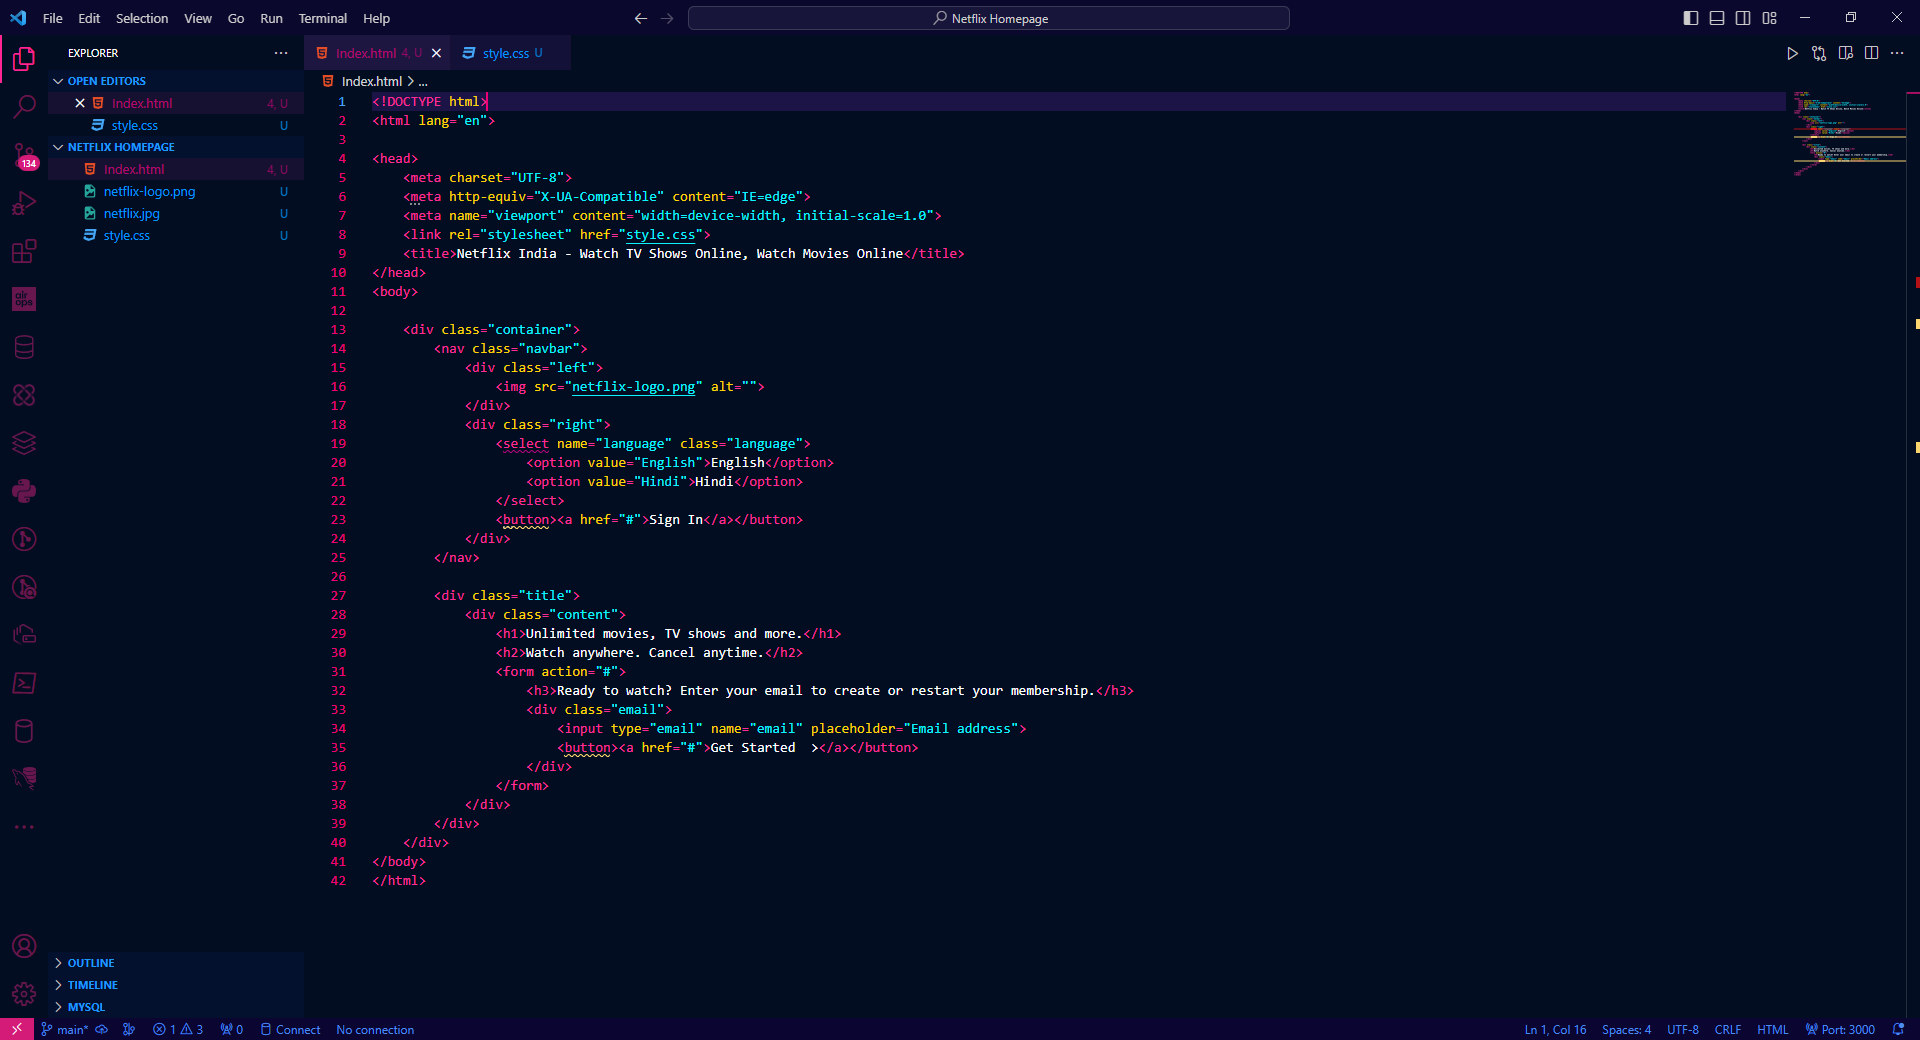 File Edit Selection View Go Run Terminal Help
Netflix Homepage
EXPLORER
OPEN EDITORS
Index.html 4, U
style.css U
NETFLIX HOMEPAGE
Index.html 4, U
netflix-logo.png U
netflix.jpg U
style.css U
134
air
ops
OUTLINE
TIMELINE
MYSQL
Index.html 4, U
style.css U
Index.html > ...
1 <!DOCTYPE html>
2 <html lang="en">
3
4 <head>
5     <meta charset="UTF-8">
6     <meta http-equiv="X-UA-Compatible" content="IE=edge">
7     <meta name="viewport" content="width=device-width, initial-scale=1.0">
8     <link rel="stylesheet" href="style.css">
9     <title>Netflix India - Watch TV Shows Online, Watch Movies Online</title>
10 </head>
11 <body>
12
13     <div class="container">
14         <nav class="navbar">
15             <div class="left">
16                 <img src="netflix-logo.png" alt="">
17             </div>
18             <div class="right">
19                 <select name="language" class="language">
20                     <option value="English">English</option>
21                     <option value="Hindi">Hindi</option>
22                 </select>
23                 <button><a href="#">Sign In</a></button>
24             </div>
25         </nav>
26
27         <div class="title">
28             <div class="content">
29                 <h1>Unlimited movies, TV shows and more.</h1>
30                 <h2>Watch anywhere. Cancel anytime.</h2>
31                 <form action="#">
32                     <h3>Ready to watch? Enter your email to create or restart your membership.</h3>
33                     <div class="email">
34                         <input type="email" name="email" placeholder="Email address">
35                         <button><a href="#">Get Started  ></a></button>
36                     </div>
37                 </form>
38             </div>
39         </div>
40     </div>
41 </body>
42 </html>
main* 1 3 0 Connect No connection
Ln 1, Col 16 Spaces: 4 UTF-8 CRLF HTML Port: 3000